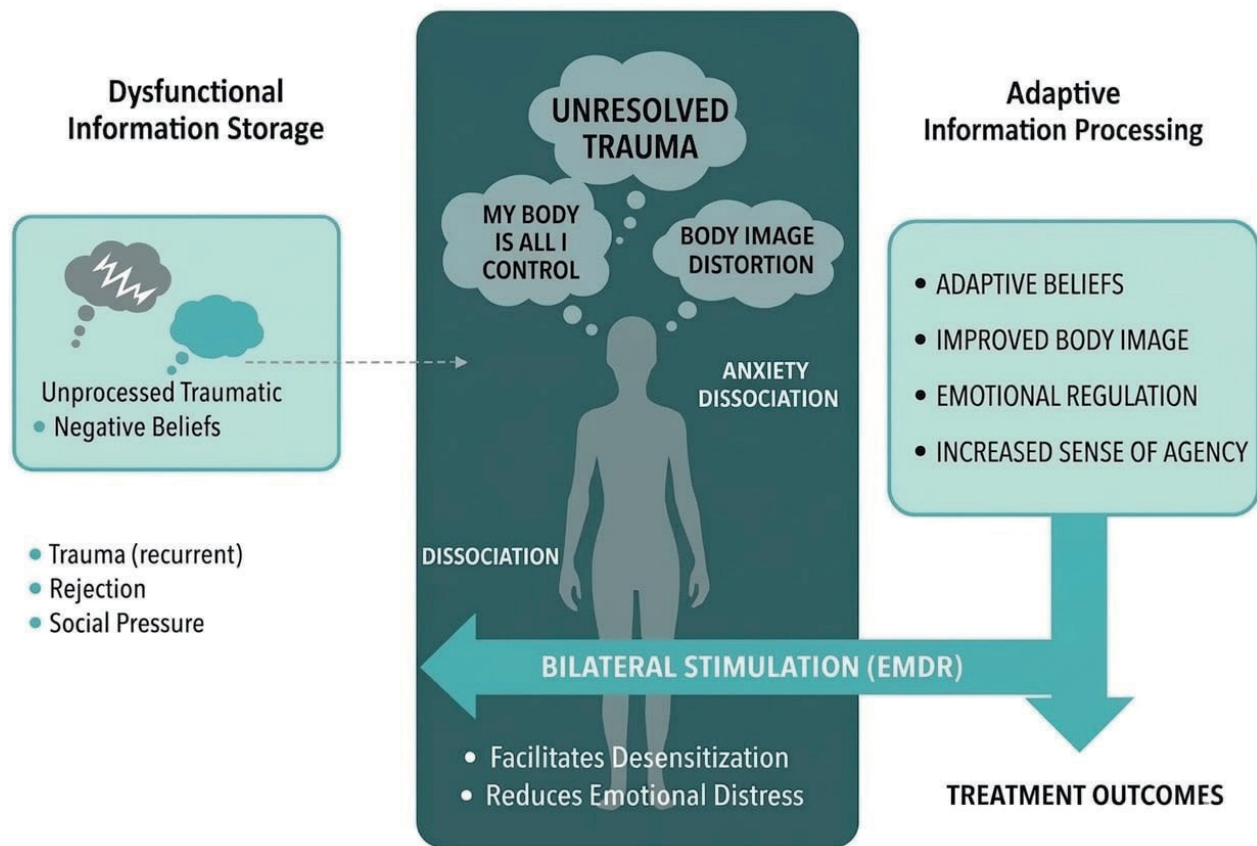 Dysfunctional
Information Storage
Unprocessed Traumatic
• Negative Beliefs
• Trauma (recurrent)
• Rejection
• Social Pressure
UNRESOLVED
TRAUMA
MY BODY
IS ALL I
CONTROL
BODY IMAGE
DISTORTION
ANXIETY
DISSOCIATION
DISSOCIATION
BILATERAL STIMULATION (EMDR)
• Facilitates Desensitization
• Reduces Emotional Distress
Adaptive
Information Processing
• ADAPTIVE BELIEFS
• IMPROVED BODY IMAGE
• EMOTIONAL REGULATION
• INCREASED SENSE OF AGENCY
TREATMENT OUTCOMES